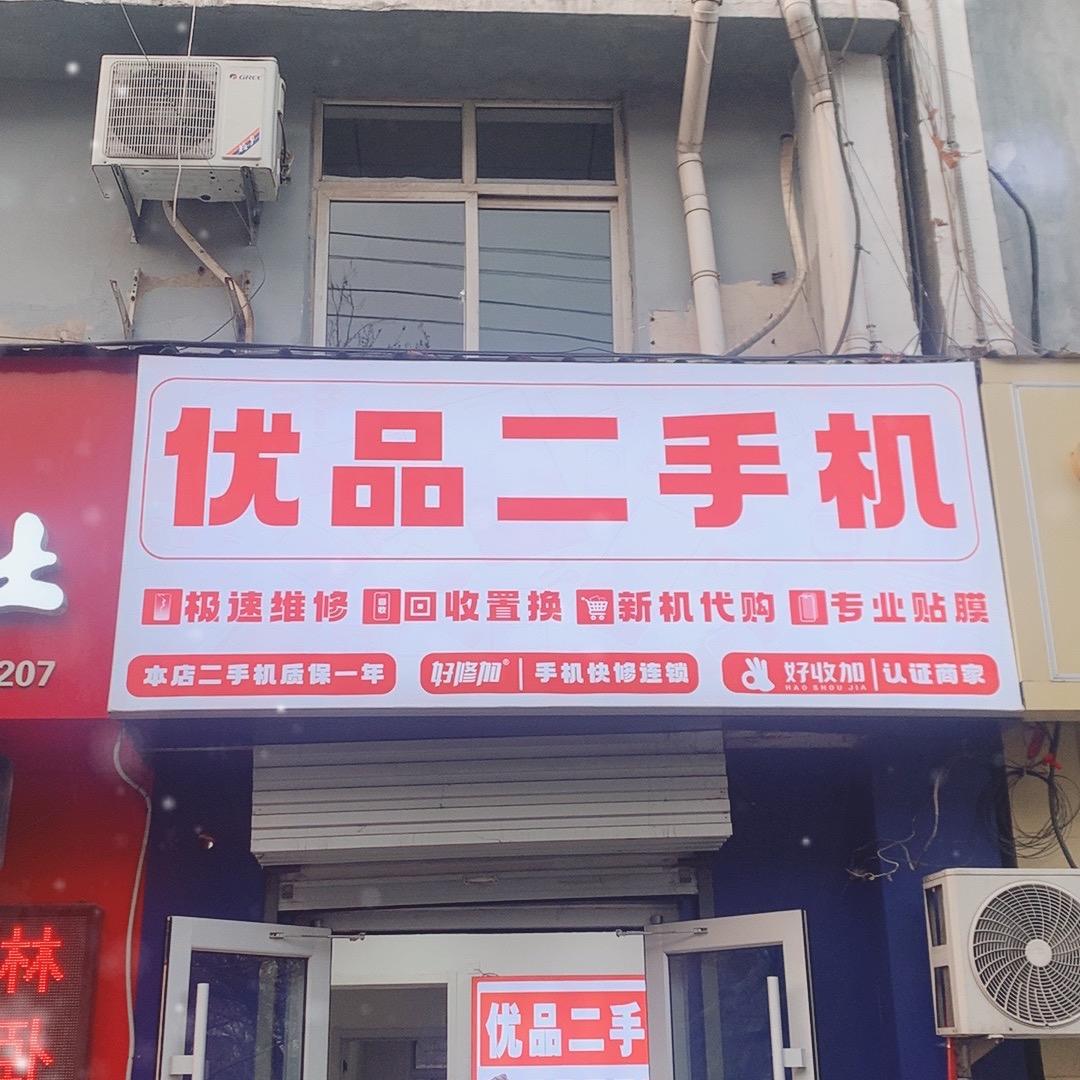 GREE
优品二手机
极速维修 回收置换 新机代购 专业贴膜
本店二手机质保一年 好修加® 手机快修连锁 好收加 HAO SHOU JIA 认证商家
207
林
优品二手